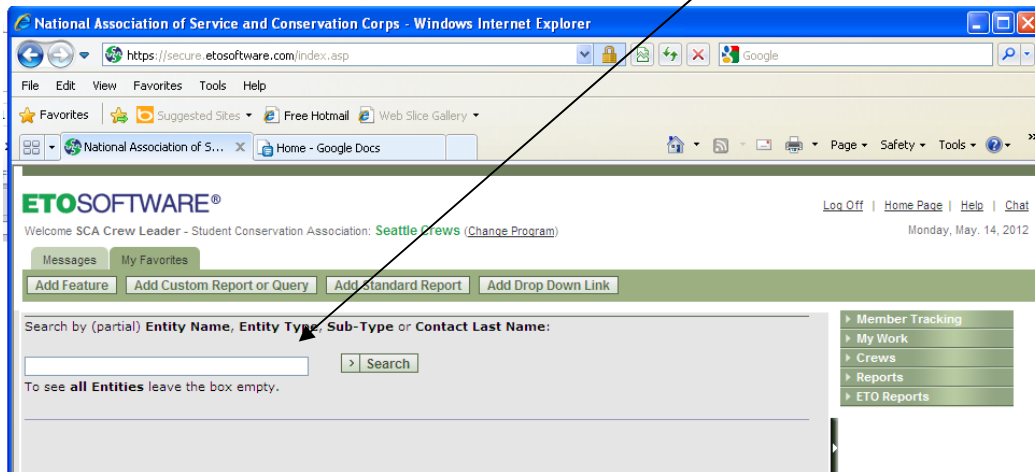 National Association of Service and Conservation Corps - Windows Internet Explorer
https://secure.etosoftware.com/index.asp
Google
File Edit View Favorites Tools Help
Favorites Suggested Sites Free Hotmail Web Slice Gallery
National Association of S... X Home - Google Docs Page Safety Tools
ETOSOFTWARE®
Log Off | Home Page | Help | Chat
Welcome SCA Crew Leader - Student Conservation Association: Seattle Crews (Change Program) Monday, May. 14, 2012
Messages My Favorites
Add Feature Add Custom Report or Query Add Standard Report Add Drop Down Link
Search by (partial) Entity Name, Entity Type, Sub-Type or Contact Last Name:
> Search
To see all Entities leave the box empty.
Member Tracking
My Work
Crews
Reports
ETO Reports